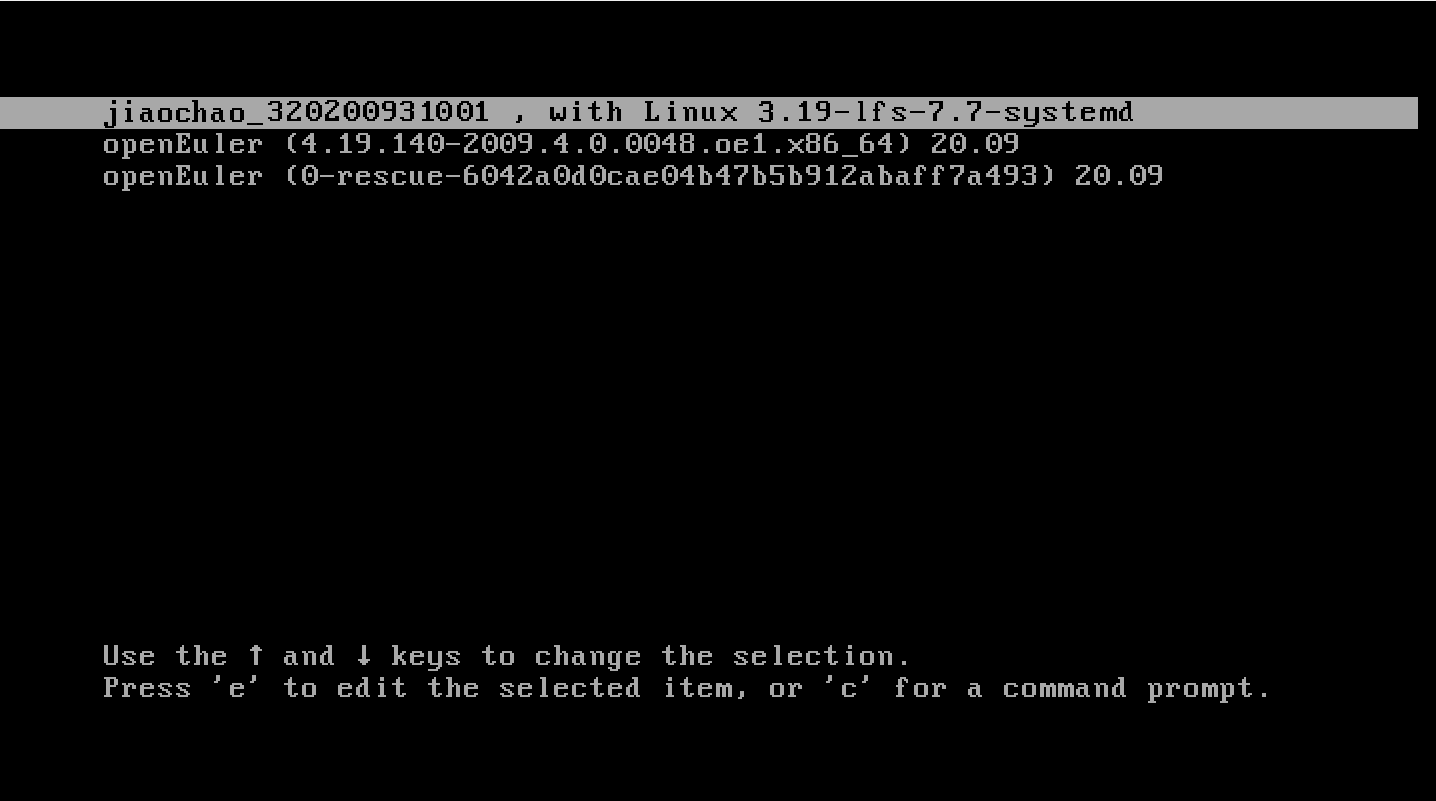 jiaochao_320200931001 , with Linux 3.19-lfs-7.7-systemd
openEuler (4.19.140-2009.4.0.0048.oe1.x86_64) 20.09
openEuler (0-rescue-6042a0d0cae04b47b5b912abaff7a493) 20.09
Use the ↑ and ↓ keys to change the selection.
Press 'e' to edit the selected item, or 'c' for a command prompt.